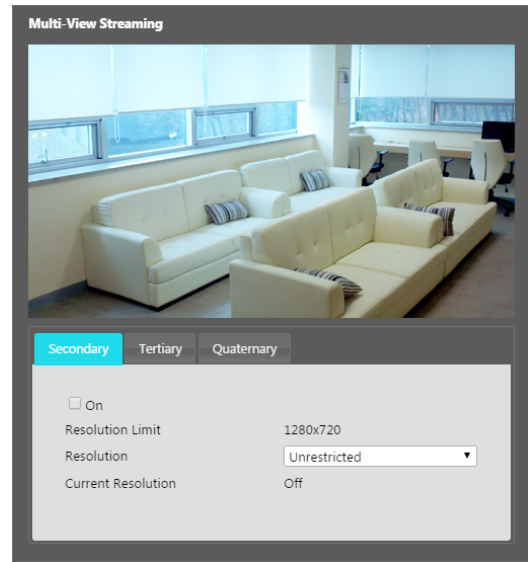 Multi-View Streaming
Secondary Tertiary Quaternary
On
Resolution Limit 1280x720
Resolution Unrestricted
Current Resolution Off